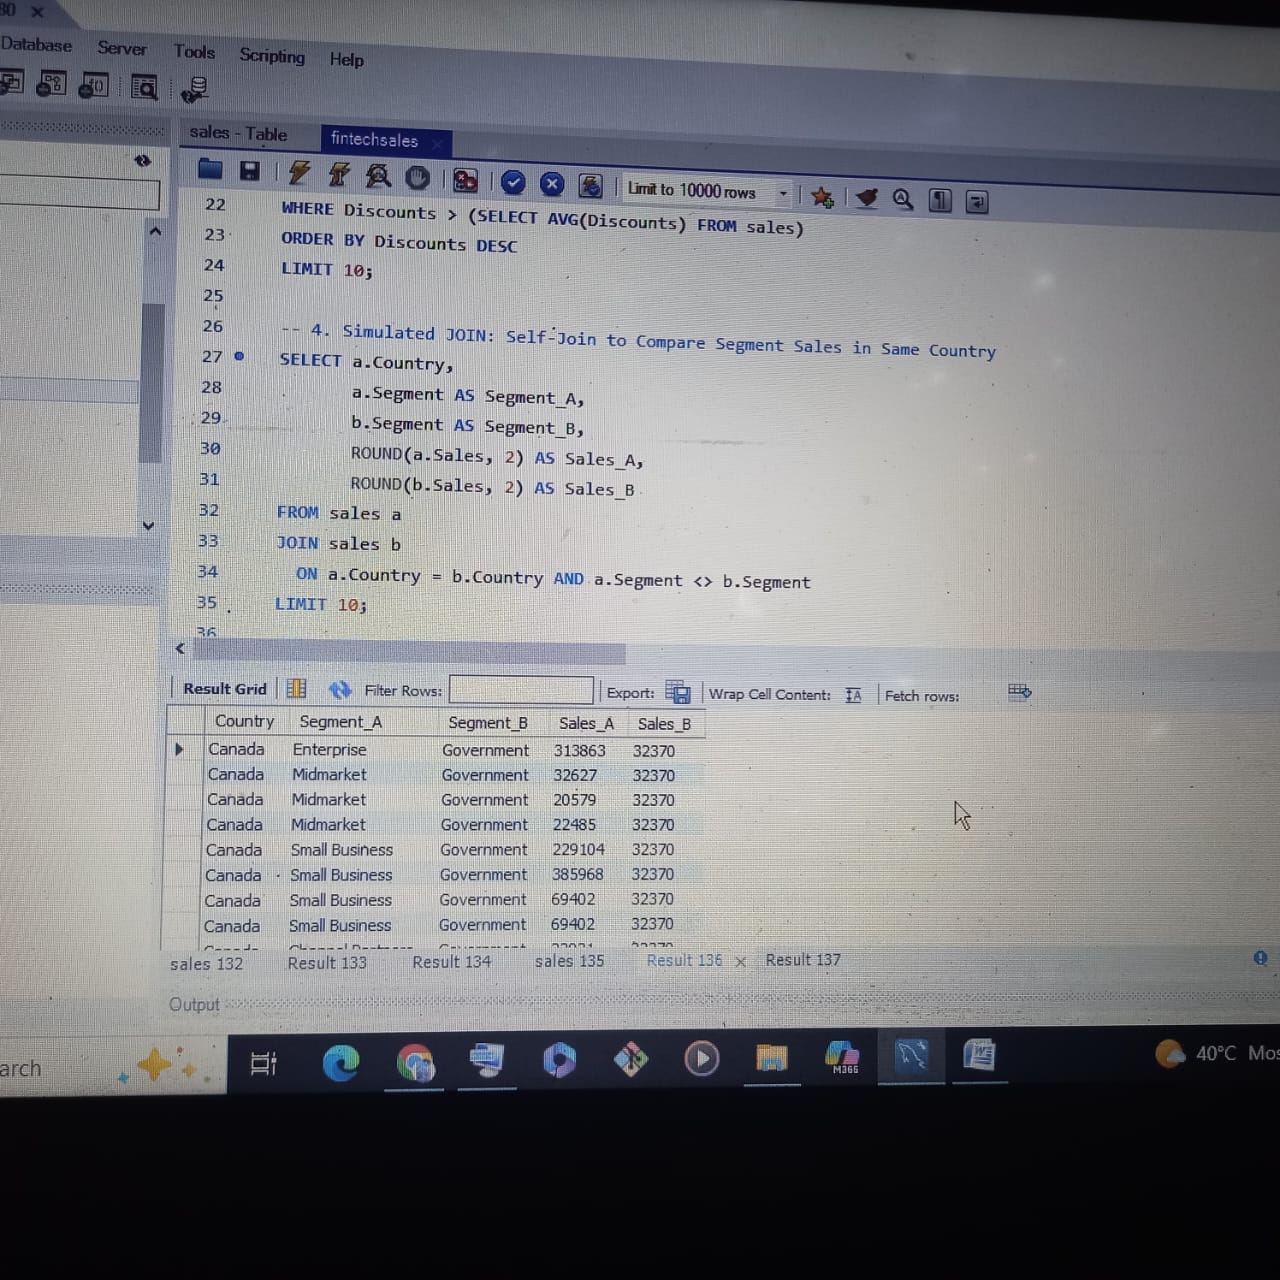 80 ×
Database Server Tools Scripting Help
sales - Table fintechsales ×
Limit to 10000 rows
22 WHERE Discounts > (SELECT AVG(Discounts) FROM sales)
23 ORDER BY Discounts DESC
24 LIMIT 10;
25
26 -- 4. Simulated JOIN: Self-Join to Compare Segment Sales in Same Country
27 SELECT a.Country,
28 a.Segment AS Segment_A,
29 b.Segment AS Segment_B,
30 ROUND(a.Sales, 2) AS Sales_A,
31 ROUND(b.Sales, 2) AS Sales_B
32 FROM sales a
33 JOIN sales b
34 ON a.Country = b.Country AND a.Segment <> b.Segment
35 LIMIT 10;
36
Result Grid Filter Rows: Export: Wrap Cell Content: IA Fetch rows:
Country Segment_A Segment_B Sales_A Sales_B
Canada Enterprise Government 313863 32370
Canada Midmarket Government 32627 32370
Canada Midmarket Government 20579 32370
Canada Midmarket Government 22485 32370
Canada Small Business Government 229104 32370
Canada Small Business Government 385968 32370
Canada Small Business Government 69402 32370
Canada Small Business Government 69402 32370
sales 132 Result 133 Result 134 sales 135 Result 136 × Result 137
Output
arch M365 40°C